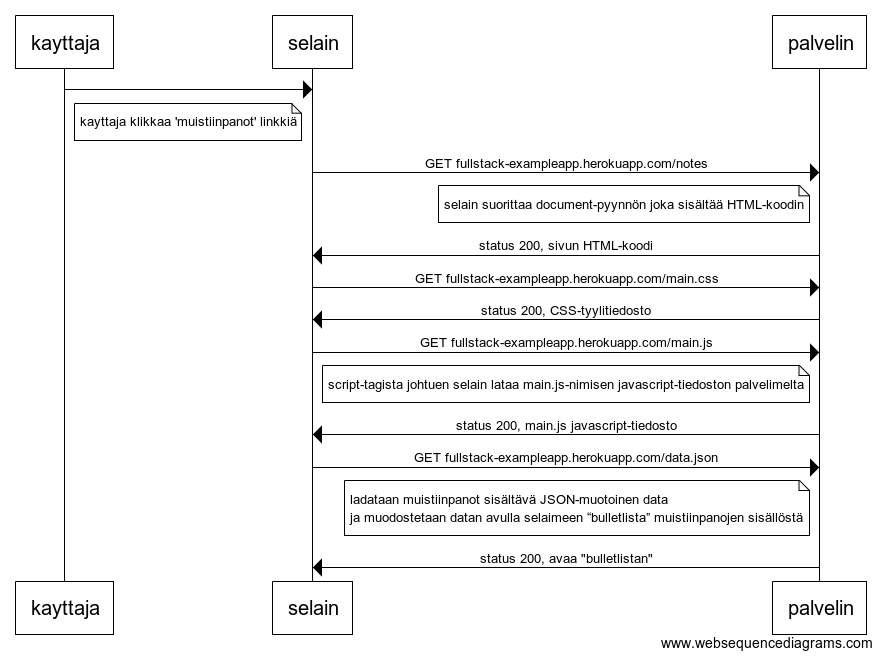 kayttaja
selain
palvelin
kayttaja klikkaa 'muistiinpanot' linkkiä
GET fullstack-exampleapp.herokuapp.com/notes
selain suorittaa document-pyynnön joka sisältää HTML-koodin
status 200, sivun HTML-koodi
GET fullstack-exampleapp.herokuapp.com/main.css
status 200, CSS-tyylitiedosto
GET fullstack-exampleapp.herokuapp.com/main.js
script-tagista johtuen selain lataa main.js-nimisen javascript-tiedoston palvelimelta
status 200, main.js javascript-tiedosto
GET fullstack-exampleapp.herokuapp.com/data.json
ladataan muistiinpanot sisältävä JSON-muotoinen data
ja muodostetaan datan avulla selaimeen “bulletlista” muistiinpanojen sisällöstä
status 200, avaa "bulletlistan"
kayttaja
selain
palvelin
www.websequencediagrams.com